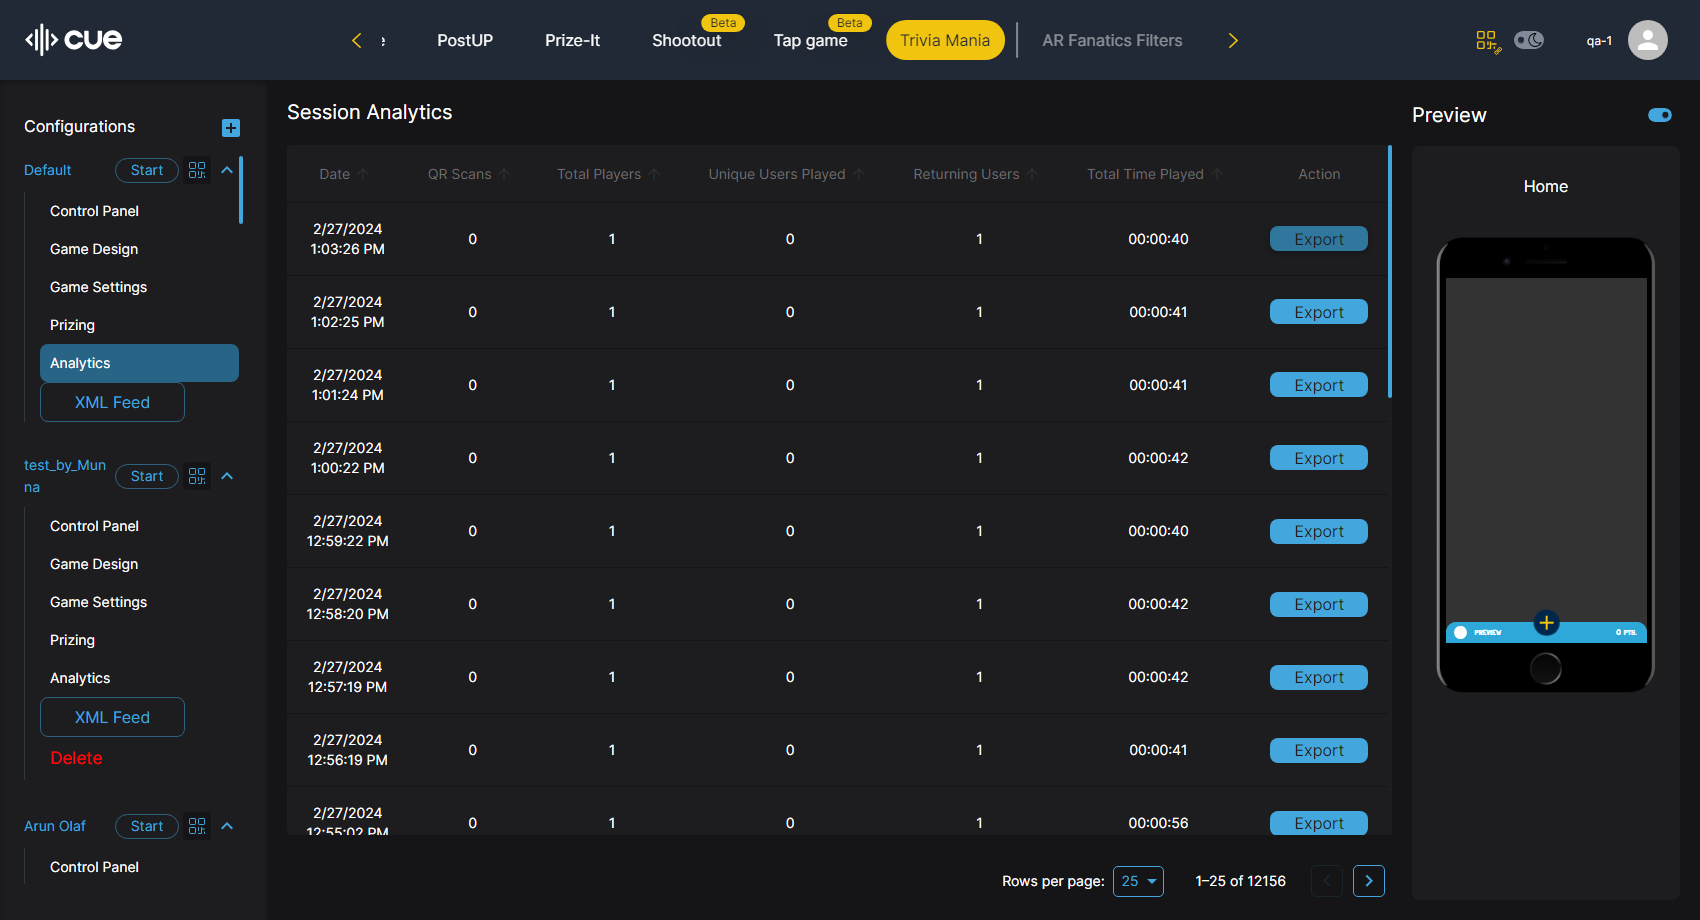 cue
PostUP
Prize-It
Shootout
Beta
Tap game
Beta
Trivia Mania
AR Fanatics Filters
qa-1
Configurations
Default
Start
Control Panel
Game Design
Game Settings
Prizing
Analytics
XML Feed
test_by_Mun
na
Start
Control Panel
Game Design
Game Settings
Prizing
Analytics
XML Feed
Delete
Arun Olaf
Start
Control Panel
Session Analytics
Date QR Scans Total Players Unique Users Played Returning Users Total Time Played Action
2/27/2024
1:03:26 PM 0 1 0 1 00:00:40 Export
2/27/2024
1:02:25 PM 0 1 0 1 00:00:41 Export
2/27/2024
1:01:24 PM 0 1 0 1 00:00:41 Export
2/27/2024
1:00:22 PM 0 1 0 1 00:00:42 Export
2/27/2024
12:59:22 PM 0 1 0 1 00:00:40 Export
2/27/2024
12:58:20 PM 0 1 0 1 00:00:42 Export
2/27/2024
12:57:19 PM 0 1 0 1 00:00:42 Export
2/27/2024
12:56:19 PM 0 1 0 1 00:00:41 Export
2/27/2024
12:55:02 PM 0 1 0 1 00:00:56 Export
Rows per page: 25 1–25 of 12156
Preview
Home
PREVIEW 0 PTS.